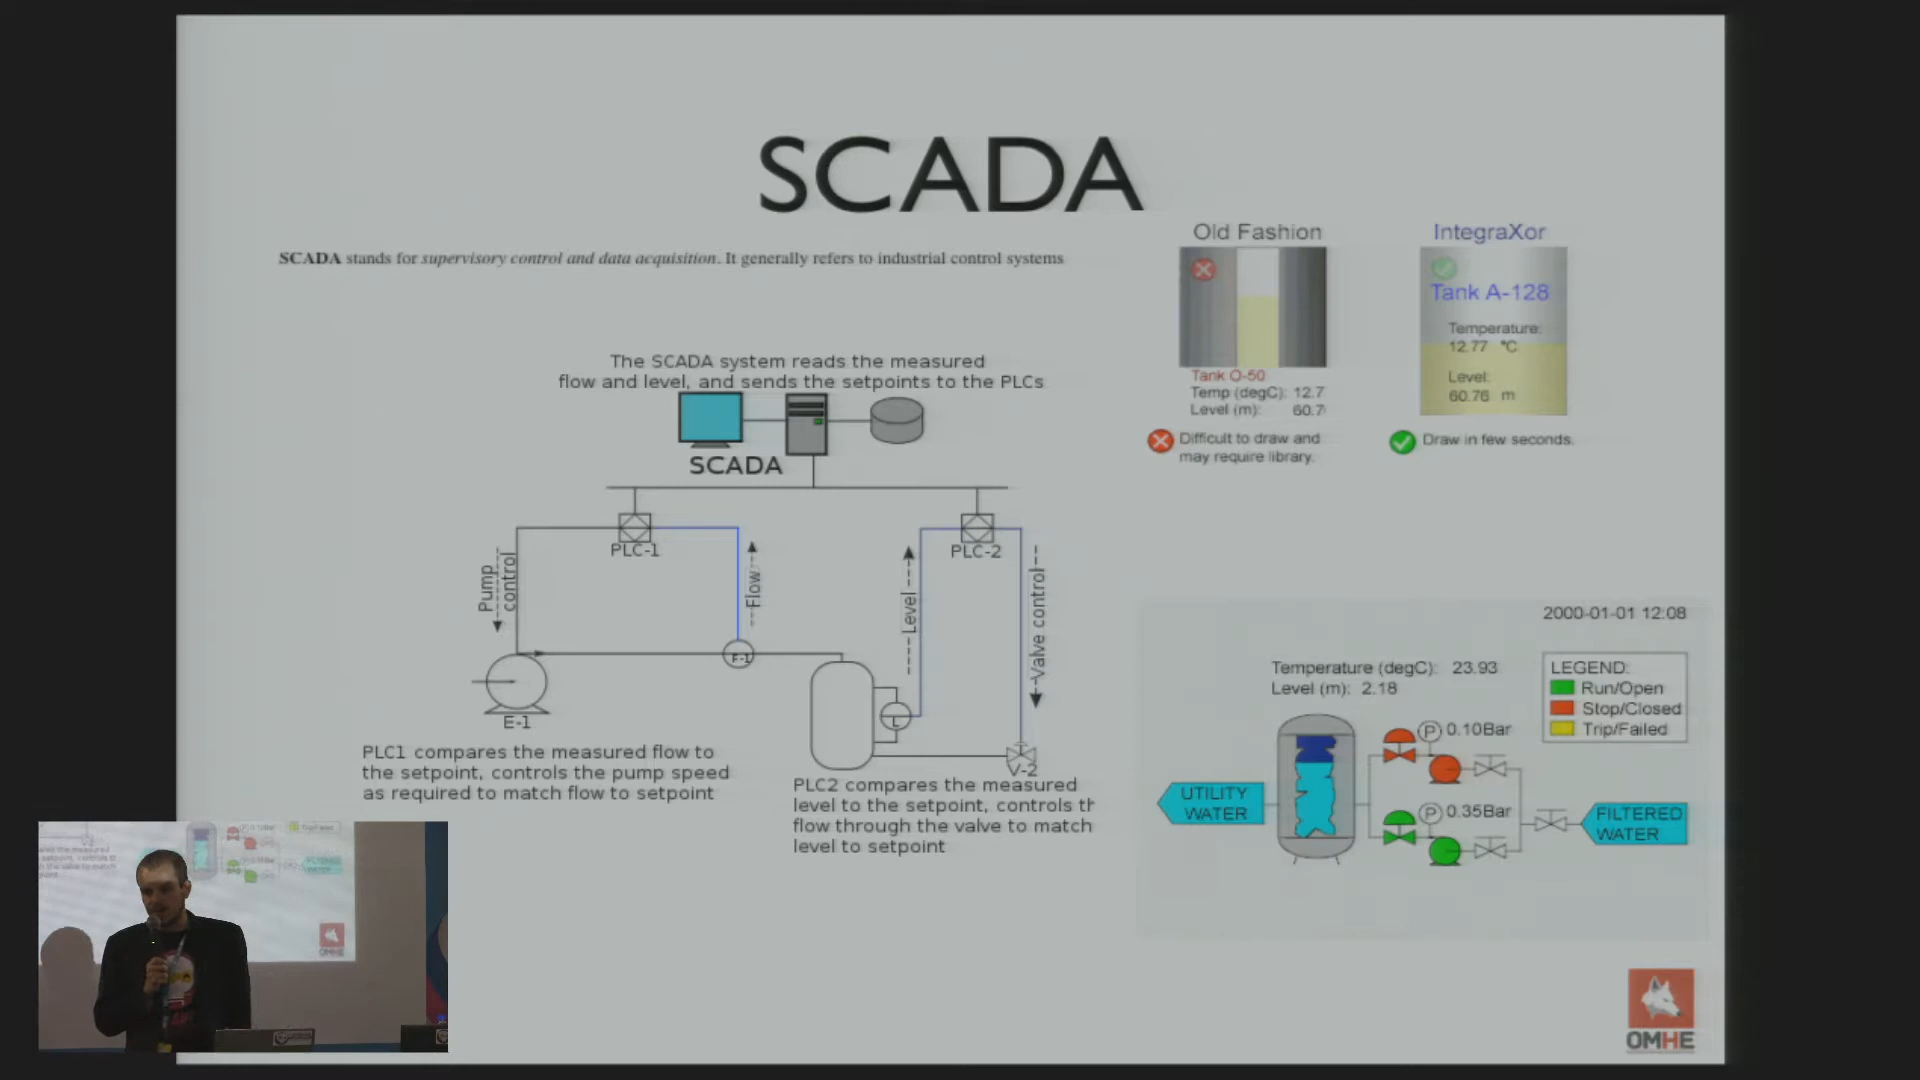 SCADA
SCADA stands for supervisory control and data acquisition. It generally refers to industrial control systems
Old Fashion
Tank O-50
Temp (degC): 12.7
Level (m): 60.7
Difficult to draw and
may require library.
IntegraXor
Tank A-128
Temperature:
12.77 °C
Level:
60.76 m
Draw in few seconds.
The SCADA system reads the measured
flow and level, and sends the setpoints to the PLCs
SCADA
PLC-1
PLC-2
Pump
control
Flow
Level
Valve control
F-1
E-1
L
V-2
PLC1 compares the measured flow to
the setpoint, controls the pump speed
as required to match flow to setpoint
PLC2 compares the measured
level to the setpoint, controls th
flow through the valve to match
level to setpoint
2000-01-01 12:08
Temperature (degC): 23.93
Level (m): 2.18
LEGEND:
Run/Open
Stop/Closed
Trip/Failed
P 0.10Bar
P 0.35Bar
UTILITY
WATER
FILTERED
WATER
OMHE